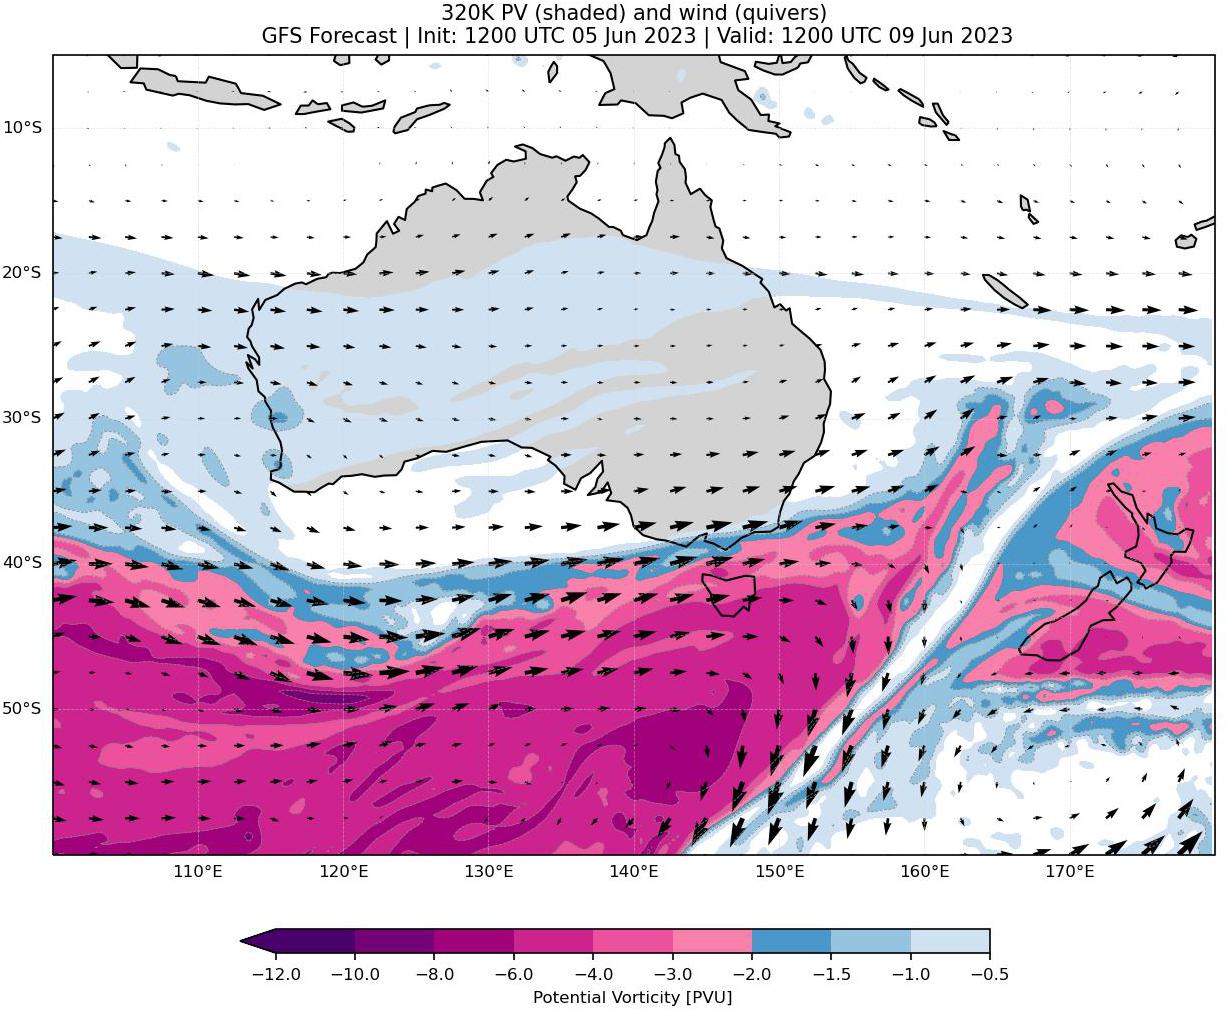 320K PV (shaded) and wind (quivers)
GFS Forecast | Init: 1200 UTC 05 Jun 2023 | Valid: 1200 UTC 09 Jun 2023
10°S
20°S
30°S
40°S
50°S
110°E 120°E 130°E 140°E 150°E 160°E 170°E
−12.0 −10.0 −8.0 −6.0 −4.0 −3.0 −2.0 −1.5 −1.0 −0.5
Potential Vorticity [PVU]